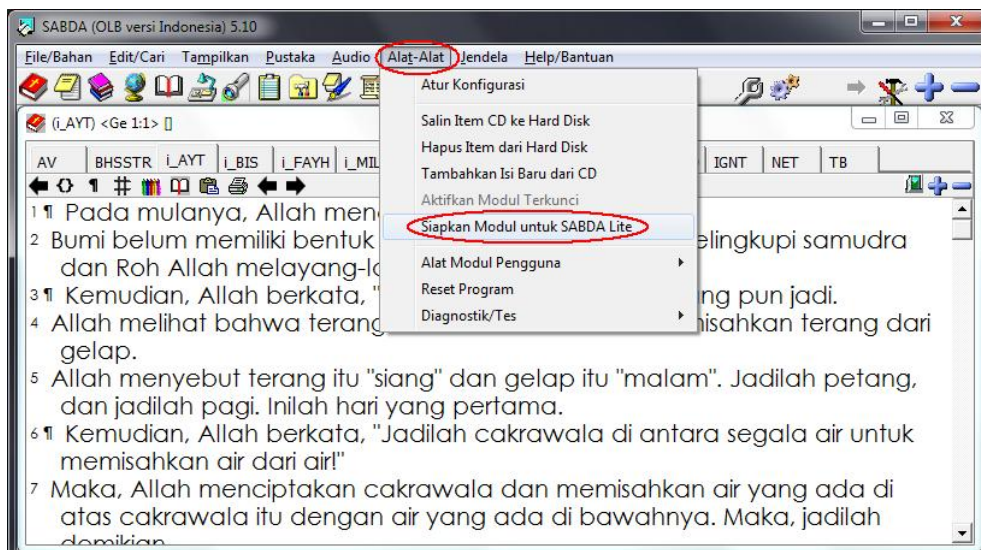 SABDA (OLB versi Indonesia) 5.10
File/Bahan Edit/Cari Tampilkan Pustaka Audio Alat-Alat Jendela Help/Bantuan
Atur Konfigurasi
Salin Item CD ke Hard Disk
Hapus Item dari Hard Disk
Tambahkan Isi Baru dari CD
Aktifkan Modul Terkunci
Siapkan Modul untuk SABDA Lite
Alat Modul Pengguna
Reset Program
Diagnostik/Tes
(i_AYT) <Ge 1:1> []
AV BHSSTR i_AYT i_BIS i_FAYH i_MIL IGNT NET TB
1 ¶ Pada mulanya, Allah
2 Bumi belum memiliki bentuk samudra
dan Roh Allah
3 ¶ Kemudian, Allah berkata, " pun jadi.
4 Allah melihat bahwa terang terang dari
gelap.
5 Allah menyebut terang itu "siang" dan gelap itu "malam". Jadilah petang,
dan jadilah pagi. Inilah hari yang pertama.
6 ¶ Kemudian, Allah berkata, "Jadilah cakrawala di antara segala air untuk
memisahkan air dari air!"
7 Maka, Allah menciptakan cakrawala dan memisahkan air yang ada di
atas cakrawala itu dengan air yang ada di bawahnya. Maka, jadilah
demikian